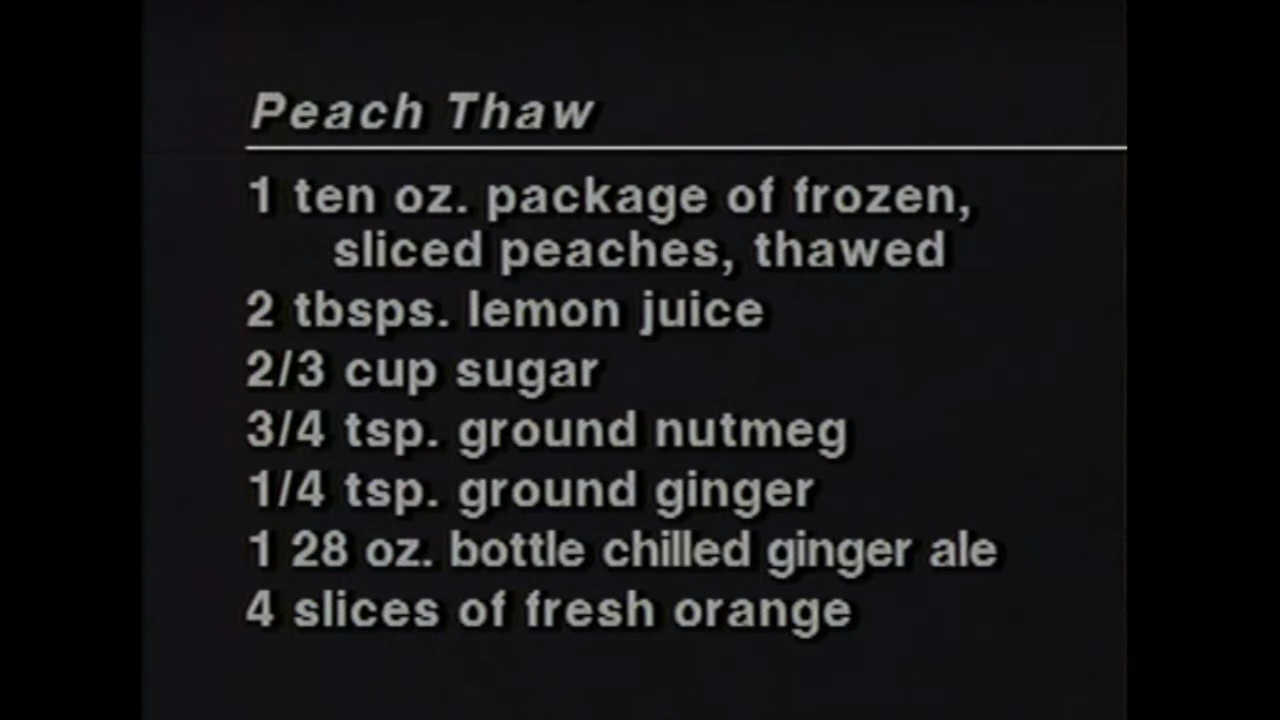 Peach Thaw
1 ten oz. package of frozen,
sliced peaches, thawed
2 tbsps. lemon juice
2/3 cup sugar
3/4 tsp. ground nutmeg
1/4 tsp. ground ginger
1 28 oz. bottle chilled ginger ale
4 slices of fresh orange